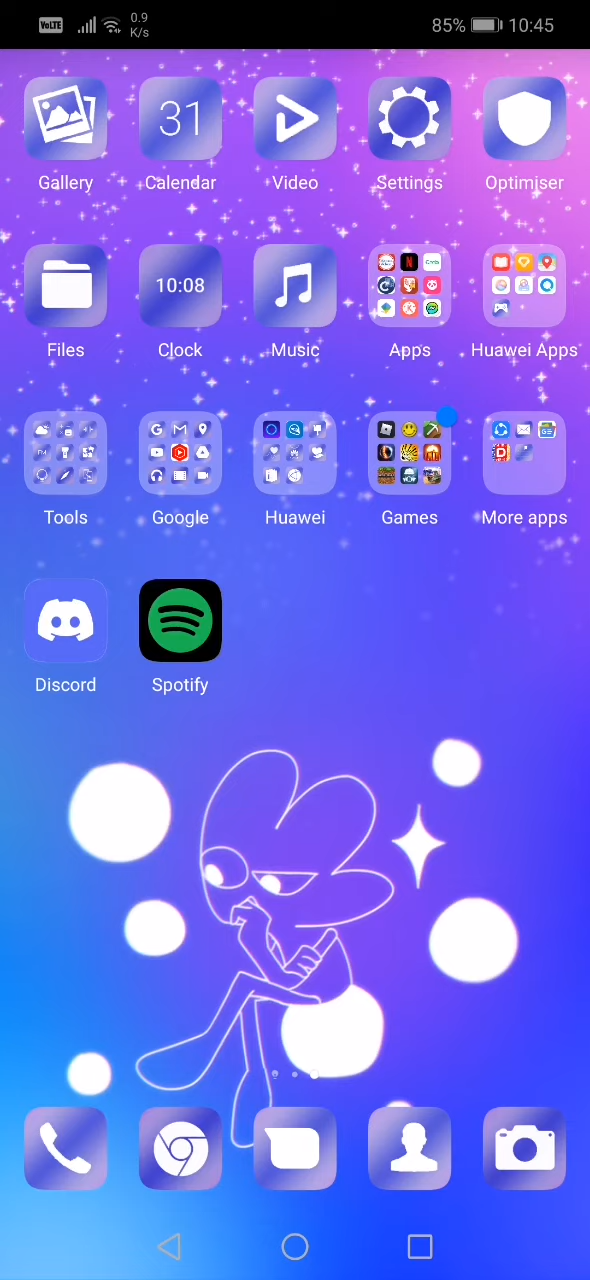 VoLTE 0.9 K/s 85% 10:45
31
Gallery Calendar Video Settings Optimiser
10:08
Files Clock Music Apps Huawei Apps
Tools Google Huawei Games More apps
Discord Spotify